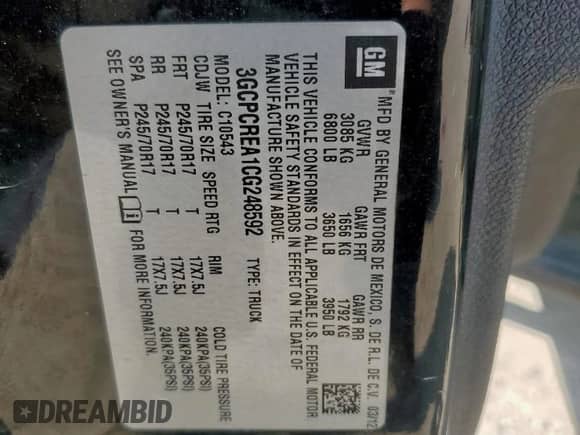 GM
MFD BY GENERAL MOTORS DE MEXICO, S. DE R.L. DE C.V. 03/12
GVWR GAWR FRT GAWR RR
3085 KG 1656 KG 1792 KG
6800 LB 3650 LB 3950 LB
THIS VEHICLE CONFORMS TO ALL APPLICABLE U.S. FEDERAL MOTOR
VEHICLE SAFETY STANDARDS IN EFFECT ON THE DATE OF
MANUFACTURE SHOWN ABOVE.
3GCPCREA1CG248592 TYPE: TRUCK
MODEL: C10543
CDJW TIRE SIZE SPEED RTG RIM COLD TIRE PRESSURE
FRT P245/70R17 T 17X7.5J 240KPA(35PSI)
RR P245/70R17 T 17X7.5J 240KPA(35PSI)
SPA P245/70R17 T 17X7.5J 240KPA(35PSI)
SEE OWNER'S MANUAL FOR MORE INFORMATION.
DREAMBID